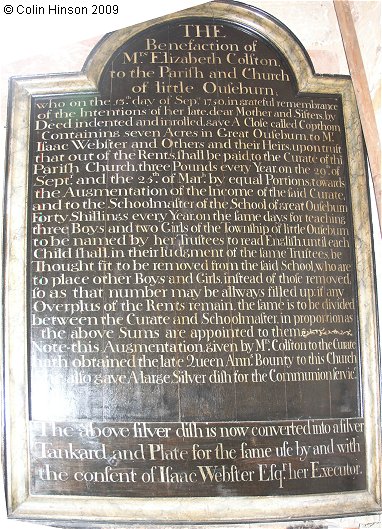 ©Colin Hinson 2009
THE
Benefaction of
Mrs. Elizabeth Colſton,
to the Pariſh and Church
of little Ouſeburn,
who on the 15th. day of Sept. 1750, in grateful remembrance
of the Intentions of her late, dear Mother and Siſters, by
Deed indented and inrolled, gave A Cloſe called Copthorn
Containing ſeven Acres in Great Ouſeburn, to Mr.
Iſaac Webſter and Others and their Heirs, upon truſt
that out of the Rents, ſhall be paid, to the Curate of thi
Pariſh Church, three Pounds every Year, on the 29th. of
Sept. and the 25th. of Mar. by equal Portions, towards
the Augmentation of the Income of the ſaid Curate,
and to the Schoolmaſter of the School of great Ouſeburn
Forty Shillings every Year, on the ſame days for teaching
three Boys and two Girls of the Townſhip of little Ouſeburn
to be named by her Truſtees to read Engliſh, until each
Child ſhall, in their Iudgment of the ſame Truſtees, be
Thought fit to be removed from the ſaid School, who are
to place other Boys and Girls, inſtead of thoſe removed,
ſo as that number may be allways filled up; if any
Overplus of the Rents remain, the ſame is to be divided
between the Curate and Schoolmaſter, in proportion as
the above Sums are appointed to them
Note: this Augmentation, given by Mrs. Colſton to the Curate
hath obtained the late Queen Anns. Bounty to this Church
She alſo gave A large, Silver diſh for the Communion ſervic.
The above ſilver diſh is now converted into a ſilver
Tankard, and Plate for the ſame uſe by and with
the conſent of Iſaac Webſter Eſqr. her Executor.